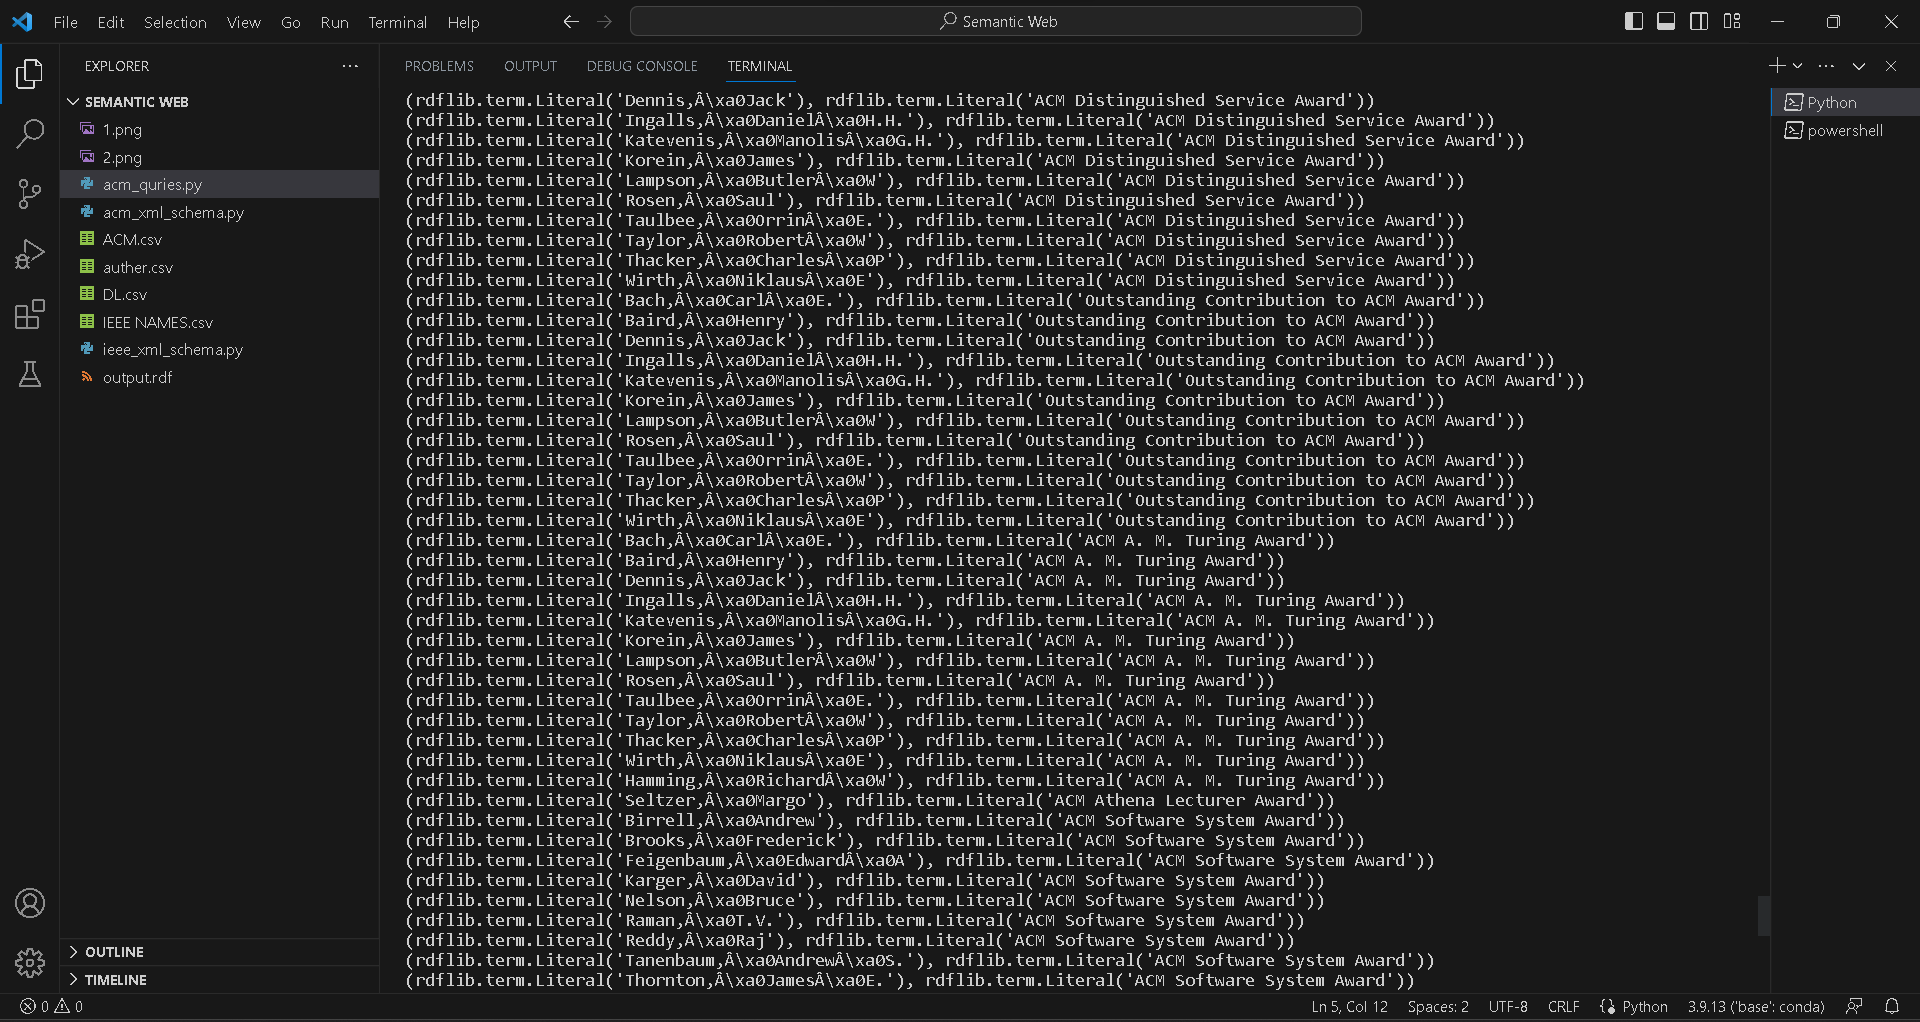 File Edit Selection View Go Run Terminal Help
Semantic Web
EXPLORER
SEMANTIC WEB
1.png
2.png
acm_quries.py
acm_xml_schema.py
ACM.csv
auther.csv
DL.csv
IEEE NAMES.csv
ieee_xml_schema.py
output.rdf
OUTLINE
TIMELINE
PROBLEMS OUTPUT DEBUG CONSOLE TERMINAL
(rdflib.term.Literal('Dennis,Â\xa0Jack'), rdflib.term.Literal('ACM Distinguished Service Award'))
(rdflib.term.Literal('Ingalls,Â\xa0DanielÂ\xa0H.H.'), rdflib.term.Literal('ACM Distinguished Service Award'))
(rdflib.term.Literal('Katevenis,Â\xa0ManolisÂ\xa0G.H.'), rdflib.term.Literal('ACM Distinguished Service Award'))
(rdflib.term.Literal('Korein,Â\xa0James'), rdflib.term.Literal('ACM Distinguished Service Award'))
(rdflib.term.Literal('Lampson,Â\xa0ButlerÂ\xa0W'), rdflib.term.Literal('ACM Distinguished Service Award'))
(rdflib.term.Literal('Rosen,Â\xa0Saul'), rdflib.term.Literal('ACM Distinguished Service Award'))
(rdflib.term.Literal('Taulbee,Â\xa0OrrinÂ\xa0E.'), rdflib.term.Literal('ACM Distinguished Service Award'))
(rdflib.term.Literal('Taylor,Â\xa0RobertÂ\xa0W'), rdflib.term.Literal('ACM Distinguished Service Award'))
(rdflib.term.Literal('Thacker,Â\xa0CharlesÂ\xa0P'), rdflib.term.Literal('ACM Distinguished Service Award'))
(rdflib.term.Literal('Wirth,Â\xa0NiklausÂ\xa0E'), rdflib.term.Literal('ACM Distinguished Service Award'))
(rdflib.term.Literal('Bach,Â\xa0CarlÂ\xa0E.'), rdflib.term.Literal('Outstanding Contribution to ACM Award'))
(rdflib.term.Literal('Baird,Â\xa0Henry'), rdflib.term.Literal('Outstanding Contribution to ACM Award'))
(rdflib.term.Literal('Dennis,Â\xa0Jack'), rdflib.term.Literal('Outstanding Contribution to ACM Award'))
(rdflib.term.Literal('Ingalls,Â\xa0DanielÂ\xa0H.H.'), rdflib.term.Literal('Outstanding Contribution to ACM Award'))
(rdflib.term.Literal('Katevenis,Â\xa0ManolisÂ\xa0G.H.'), rdflib.term.Literal('Outstanding Contribution to ACM Award'))
(rdflib.term.Literal('Korein,Â\xa0James'), rdflib.term.Literal('Outstanding Contribution to ACM Award'))
(rdflib.term.Literal('Lampson,Â\xa0ButlerÂ\xa0W'), rdflib.term.Literal('Outstanding Contribution to ACM Award'))
(rdflib.term.Literal('Rosen,Â\xa0Saul'), rdflib.term.Literal('Outstanding Contribution to ACM Award'))
(rdflib.term.Literal('Taulbee,Â\xa0OrrinÂ\xa0E.'), rdflib.term.Literal('Outstanding Contribution to ACM Award'))
(rdflib.term.Literal('Taylor,Â\xa0RobertÂ\xa0W'), rdflib.term.Literal('Outstanding Contribution to ACM Award'))
(rdflib.term.Literal('Thacker,Â\xa0CharlesÂ\xa0P'), rdflib.term.Literal('Outstanding Contribution to ACM Award'))
(rdflib.term.Literal('Wirth,Â\xa0NiklausÂ\xa0E'), rdflib.term.Literal('Outstanding Contribution to ACM Award'))
(rdflib.term.Literal('Bach,Â\xa0CarlÂ\xa0E.'), rdflib.term.Literal('ACM A. M. Turing Award'))
(rdflib.term.Literal('Baird,Â\xa0Henry'), rdflib.term.Literal('ACM A. M. Turing Award'))
(rdflib.term.Literal('Dennis,Â\xa0Jack'), rdflib.term.Literal('ACM A. M. Turing Award'))
(rdflib.term.Literal('Ingalls,Â\xa0DanielÂ\xa0H.H.'), rdflib.term.Literal('ACM A. M. Turing Award'))
(rdflib.term.Literal('Katevenis,Â\xa0ManolisÂ\xa0G.H.'), rdflib.term.Literal('ACM A. M. Turing Award'))
(rdflib.term.Literal('Korein,Â\xa0James'), rdflib.term.Literal('ACM A. M. Turing Award'))
(rdflib.term.Literal('Lampson,Â\xa0ButlerÂ\xa0W'), rdflib.term.Literal('ACM A. M. Turing Award'))
(rdflib.term.Literal('Rosen,Â\xa0Saul'), rdflib.term.Literal('ACM A. M. Turing Award'))
(rdflib.term.Literal('Taulbee,Â\xa0OrrinÂ\xa0E.'), rdflib.term.Literal('ACM A. M. Turing Award'))
(rdflib.term.Literal('Taylor,Â\xa0RobertÂ\xa0W'), rdflib.term.Literal('ACM A. M. Turing Award'))
(rdflib.term.Literal('Thacker,Â\xa0CharlesÂ\xa0P'), rdflib.term.Literal('ACM A. M. Turing Award'))
(rdflib.term.Literal('Wirth,Â\xa0NiklausÂ\xa0E'), rdflib.term.Literal('ACM A. M. Turing Award'))
(rdflib.term.Literal('Hamming,Â\xa0RichardÂ\xa0W'), rdflib.term.Literal('ACM A. M. Turing Award'))
(rdflib.term.Literal('Seltzer,Â\xa0Margo'), rdflib.term.Literal('ACM Athena Lecturer Award'))
(rdflib.term.Literal('Birrell,Â\xa0Andrew'), rdflib.term.Literal('ACM Software System Award'))
(rdflib.term.Literal('Brooks,Â\xa0Frederick'), rdflib.term.Literal('ACM Software System Award'))
(rdflib.term.Literal('Feigenbaum,Â\xa0EdwardÂ\xa0A'), rdflib.term.Literal('ACM Software System Award'))
(rdflib.term.Literal('Karger,Â\xa0David'), rdflib.term.Literal('ACM Software System Award'))
(rdflib.term.Literal('Nelson,Â\xa0Bruce'), rdflib.term.Literal('ACM Software System Award'))
(rdflib.term.Literal('Raman,Â\xa0T.V.'), rdflib.term.Literal('ACM Software System Award'))
(rdflib.term.Literal('Reddy,Â\xa0Raj'), rdflib.term.Literal('ACM Software System Award'))
(rdflib.term.Literal('Tanenbaum,Â\xa0AndrewÂ\xa0S.'), rdflib.term.Literal('ACM Software System Award'))
(rdflib.term.Literal('Thornton,Â\xa0JamesÂ\xa0E.'), rdflib.term.Literal('ACM Software System Award'))
Python
powershell
0 0
Ln 5, Col 12 Spaces: 2 UTF-8 CRLF Python 3.9.13 ('base': conda)